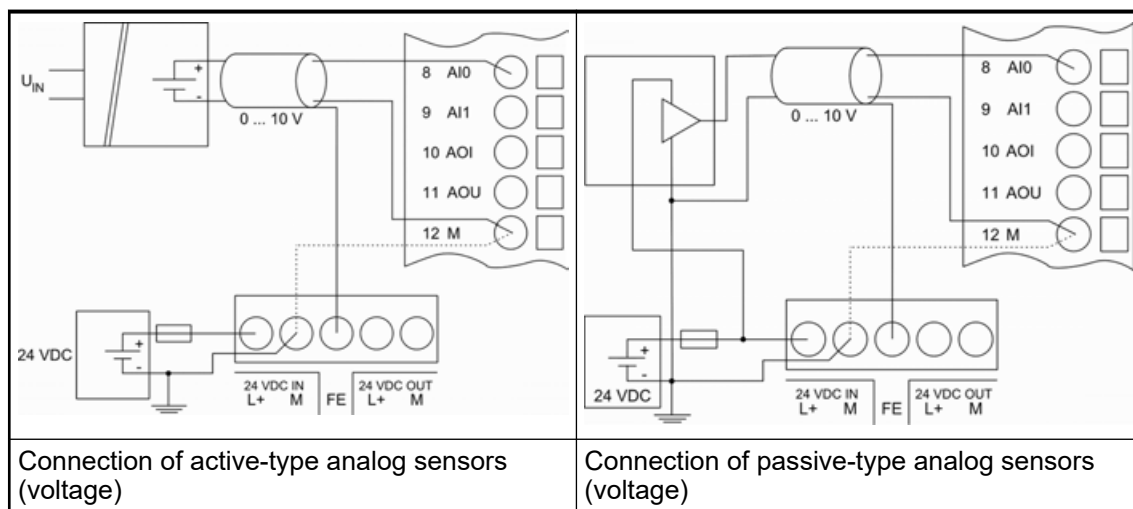 U_IN
+
-
0 ... 10 V
8 AI0
9 AI1
10 AOI
11 AOU
12 M
24 VDC
+
-
24 VDC IN
L+ M
FE
24 VDC OUT
L+ M
Connection of active-type analog sensors
(voltage)
0 ... 10 V
8 AI0
9 AI1
10 AOI
11 AOU
12 M
+
-
24 VDC
24 VDC IN
L+ M
FE
24 VDC OUT
L+ M
Connection of passive-type analog sensors
(voltage)